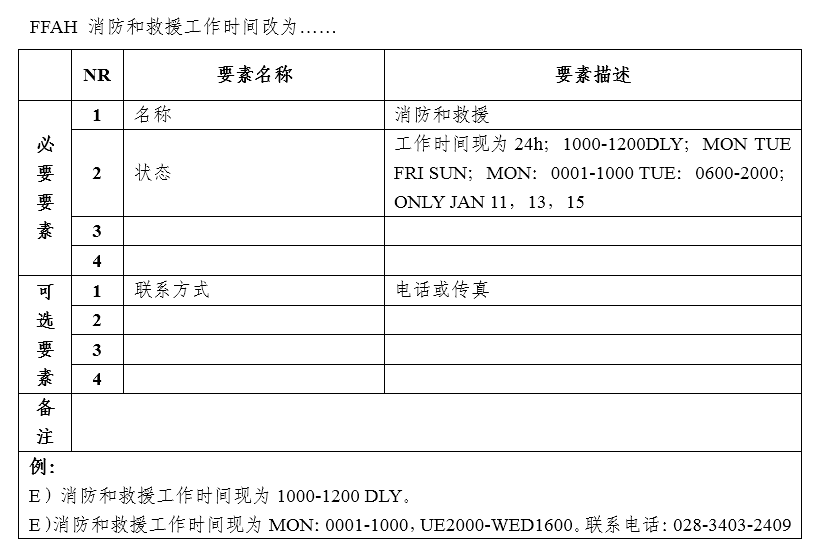 FFAH 消防和救援工作时间改为……
NR 要素名称 要素描述
必要要素
1 名称 消防和救援
2 状态 工作时间现为 24h；1000-1200DLY；MON TUE
FRI SUN；MON：0001-1000 TUE：0600-2000；
ONLY JAN 11，13，15
3
4
可选要素
1 联系方式 电话或传真
2
3
4
备注
例：
E）消防和救援工作时间现为 1000-1200 DLY。
E)消防和救援工作时间现为 MON：0001-1000，UE2000-WED1600。联系电话：028-3403-2409